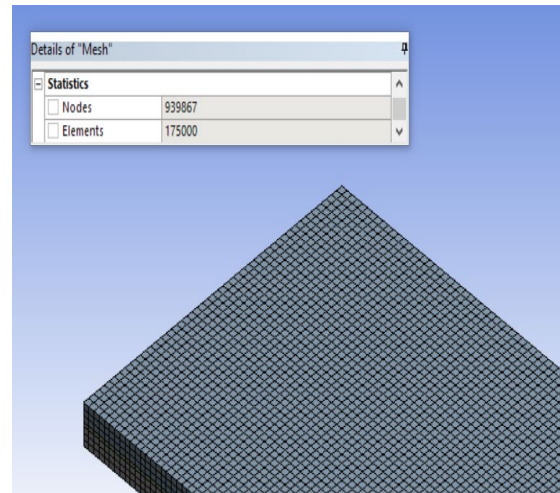 Details of "Mesh"
Statistics
Nodes 939867
Elements 175000